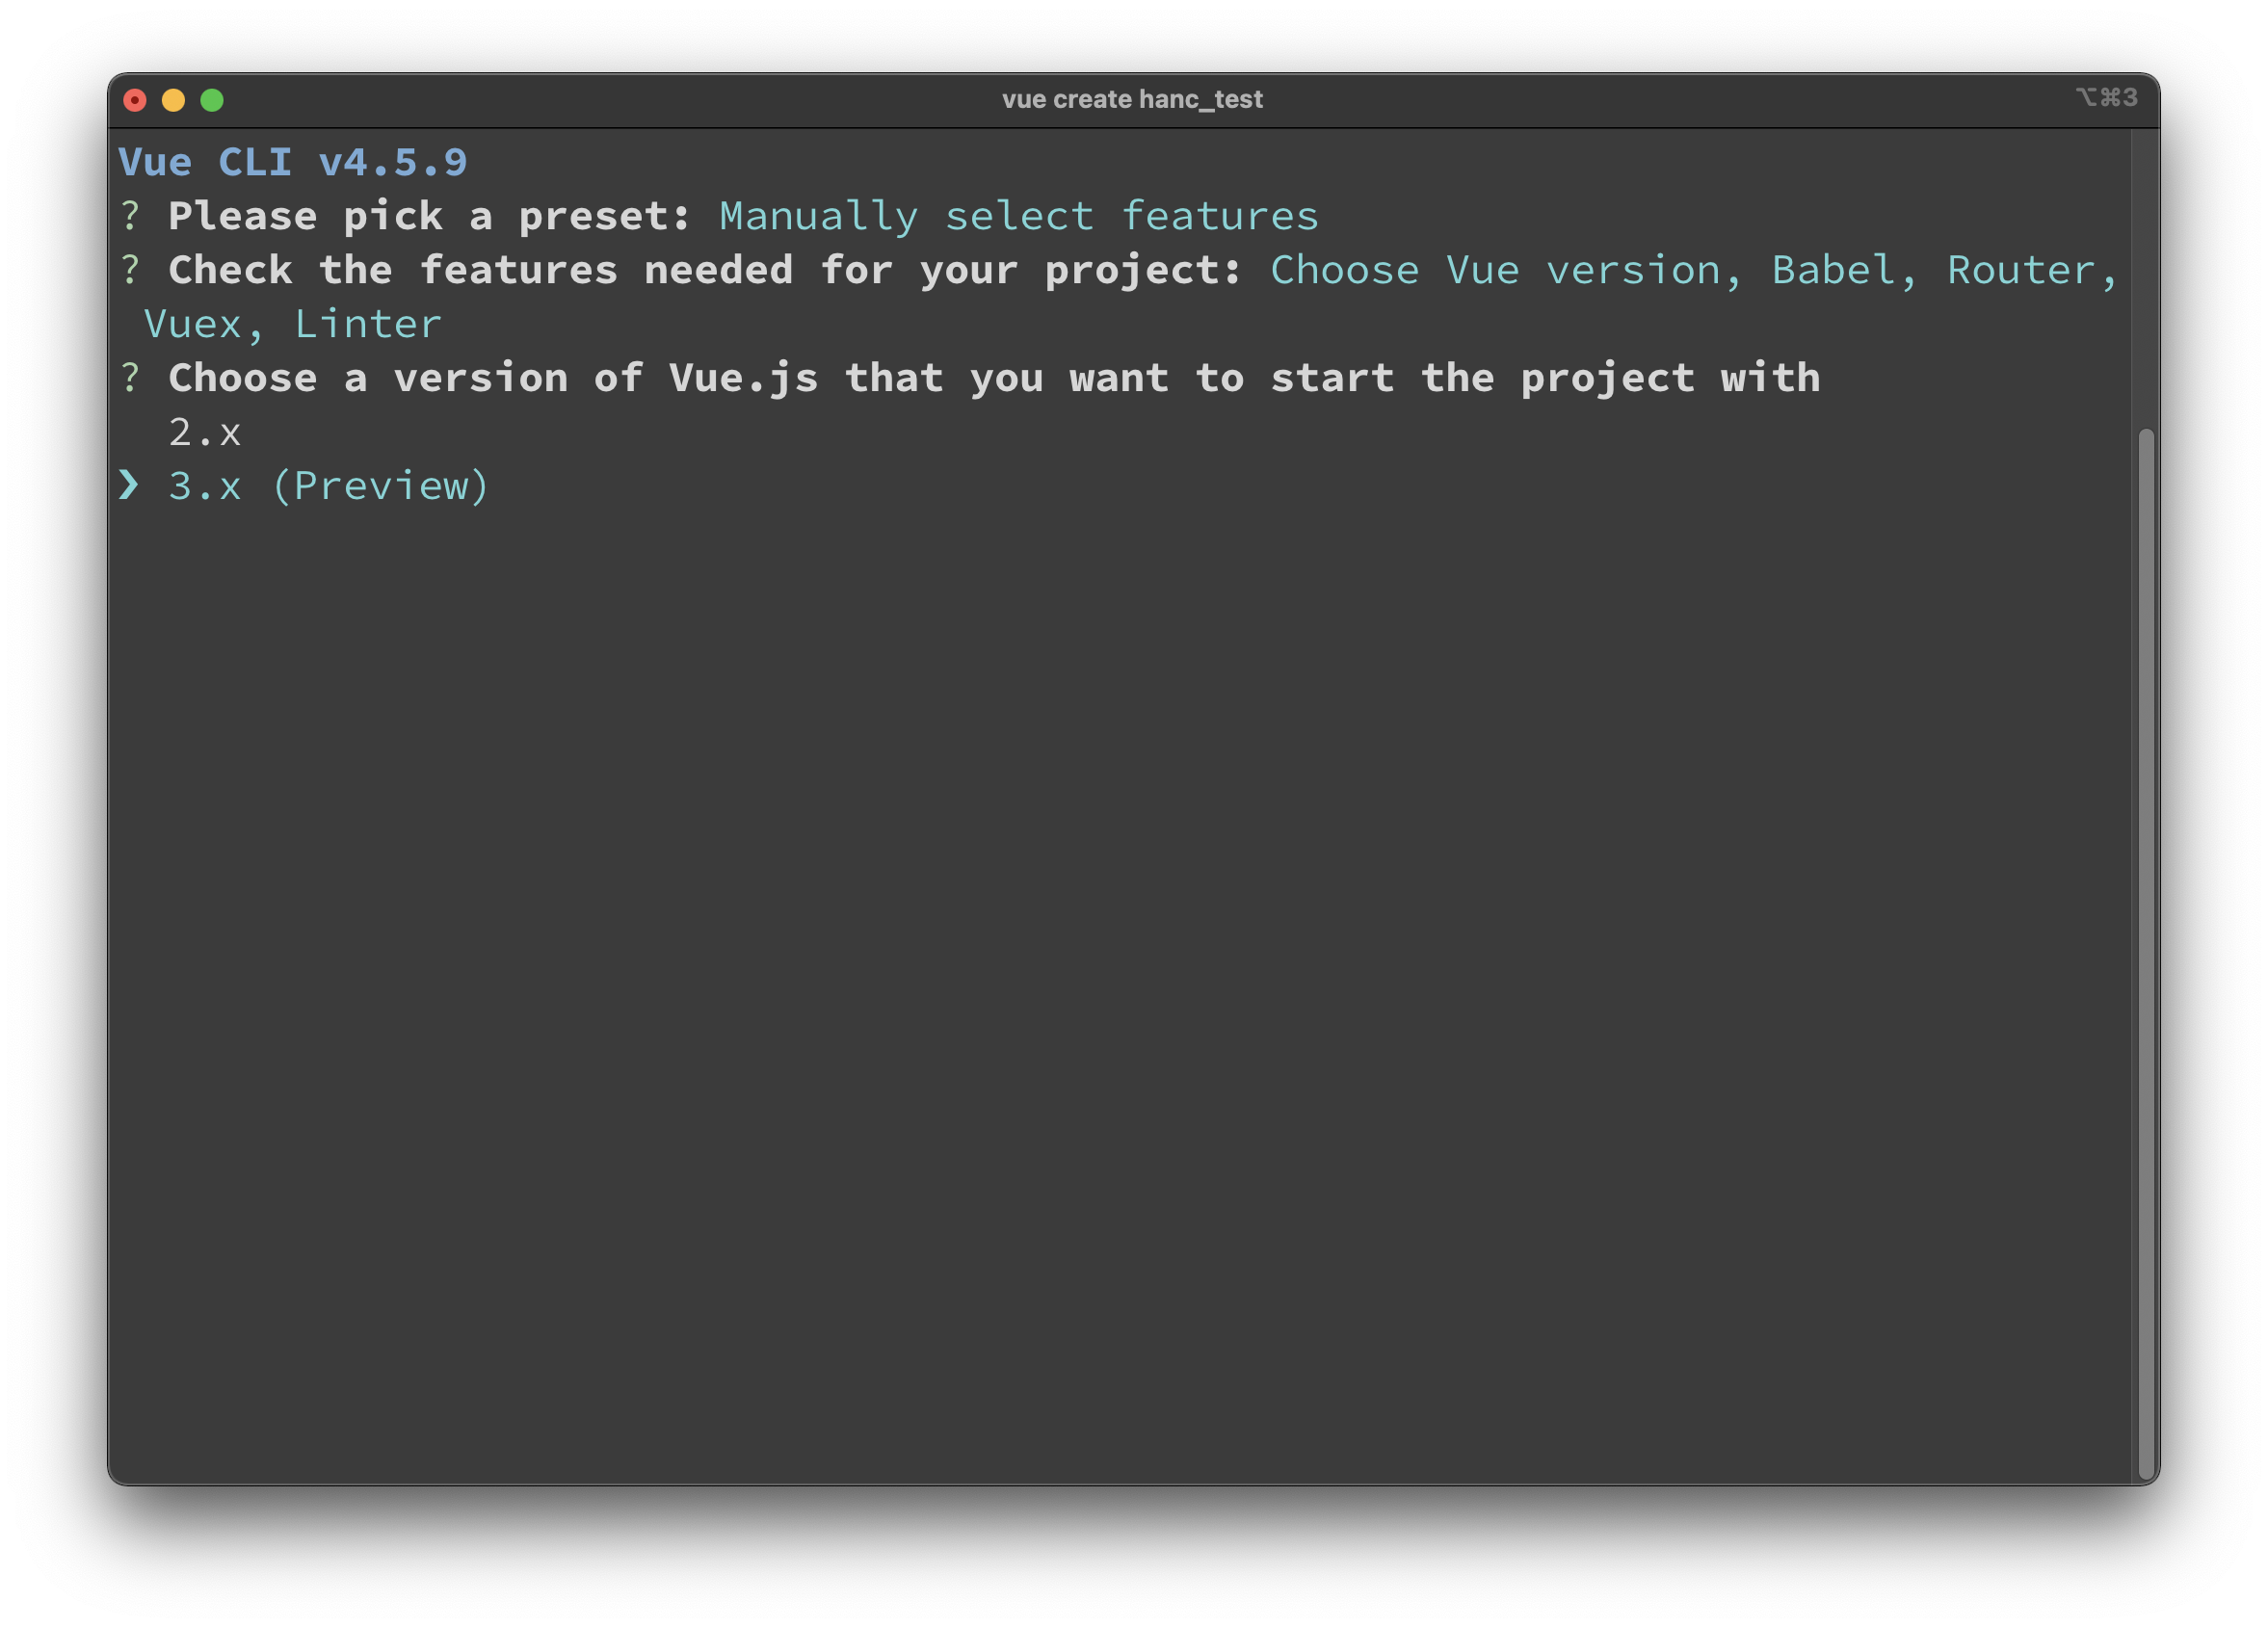 vue create hanc_test
⌥⌘3
Vue CLI v4.5.9
? Please pick a preset: Manually select features
? Check the features needed for your project: Choose Vue version, Babel, Router,
Vuex, Linter
? Choose a version of Vue.js that you want to start the project with
2.x
❯ 3.x (Preview)